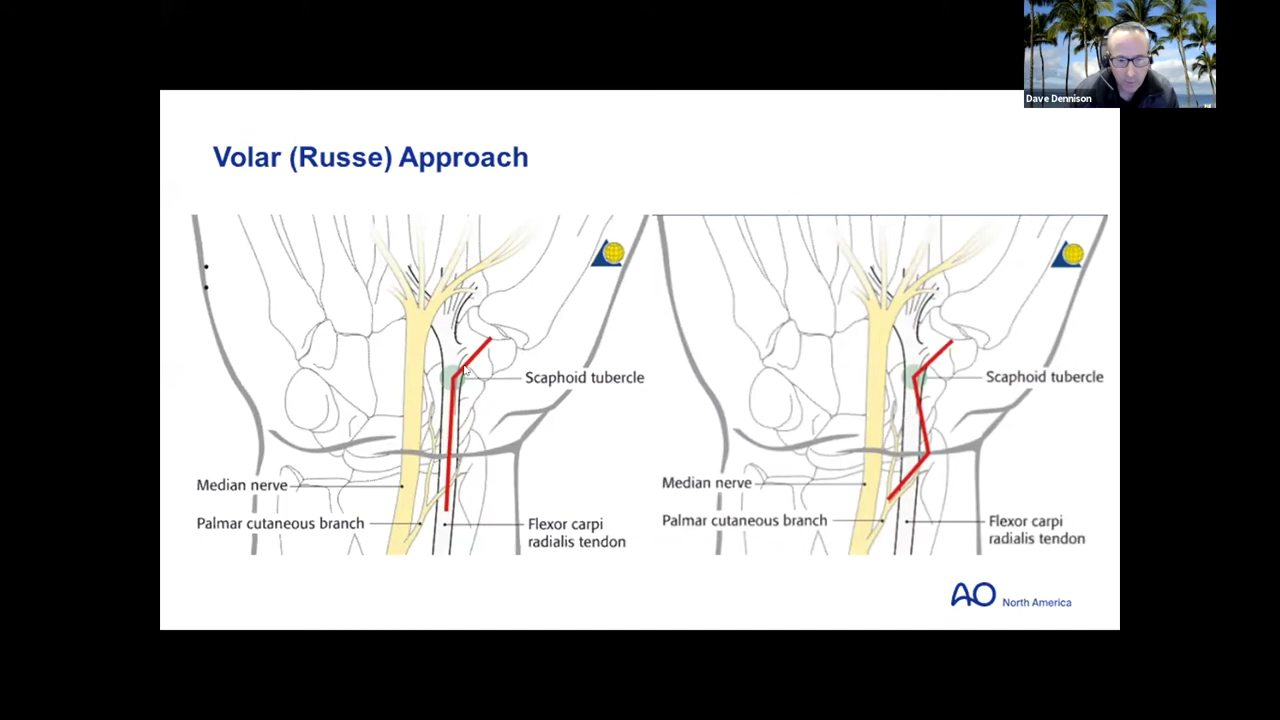 Dave Dennison
Volar (Russe) Approach
Scaphoid tubercle
Median nerve
Palmar cutaneous branch
Flexor carpi
radialis tendon
Scaphoid tubercle
Median nerve
Palmar cutaneous branch
Flexor carpi
radialis tendon
AO North America